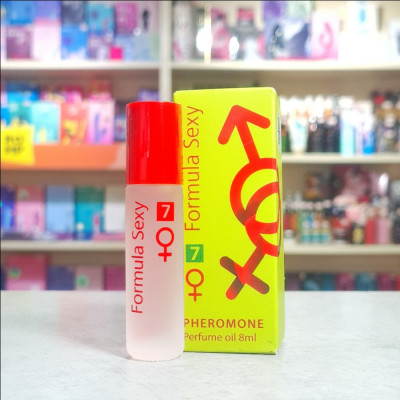 Formula Sexy
7
Formula Sexy
7
PHEROMONE
Perfume oil 8ml